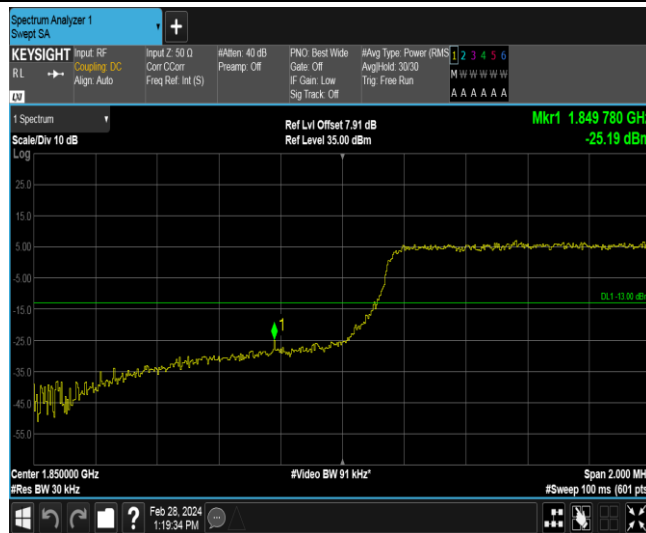 Spectrum Analyzer 1
Swept SA
+
KEYSIGHT Input: RF Input Z: 50 Ω #Atten: 40 dB PNO: Best Wide #Avg Type: Power (RMS 1 2 3 4 5 6
RL Coupling: DC Corr CCorr Preamp: Off Gate: Off Avg|Hold: 30/30 M W W W W W
Align: Auto Freq Ref: Int (S) IF Gain: Low Trig: Free Run
Sig Track: Off A A A A A A
LXI
1 Spectrum Ref Lvl Offset 7.91 dB Mkr1 1.849 780 GH
Scale/Div 10 dB Ref Level 35.00 dBm -25.19 dBn
Log
25.0
15.0
5.00
-5.00
DL1 -13.00 dBr
-15.0
1
-25.0
-35.0
-45.0
-55.0
Center 1.850000 GHz #Video BW 91 kHz* Span 2.000 MH
#Res BW 30 kHz #Sweep 100 ms (601 pts
Feb 28, 2024
1:19:34 PM
?